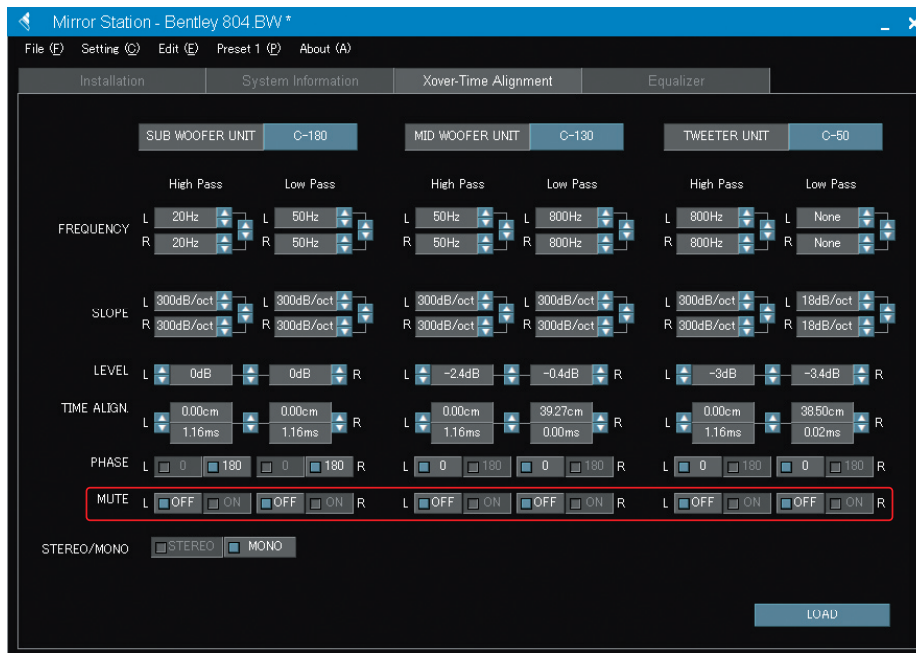 Mirror Station - Bentley 804.BW *
File (F) Setting (C) Edit (E) Preset 1 (P) About (A)
Installation System Information Xover-Time Alignment Equalizer
SUB WOOFER UNIT C-180 MID WOOFER UNIT C-130 TWEETER UNIT C-50
High Pass Low Pass High Pass Low Pass High Pass Low Pass
FREQUENCY
L 20Hz L 50Hz L 50Hz L 800Hz L 800Hz L None
R 20Hz R 50Hz R 50Hz R 800Hz R 800Hz R None
SLOPE
L 300dB/oct L 300dB/oct L 300dB/oct L 300dB/oct L 300dB/oct L 18dB/oct
R 300dB/oct R 300dB/oct R 300dB/oct R 300dB/oct R 300dB/oct R 18dB/oct
LEVEL L 0dB 0dB R L -2.4dB -0.4dB R L -3dB -3.4dB R
TIME ALIGN.
L 0.00cm 0.00cm R L 0.00cm 39.27cm R L 0.00cm 38.50cm R
1.16ms 1.16ms 1.16ms 0.00ms 1.16ms 0.02ms
PHASE L 0 180 0 180 R L 0 180 0 180 R L 0 180 0 180 R
MUTE L OFF ON OFF ON R L OFF ON OFF ON R L OFF ON OFF ON R
STEREO/MONO STEREO MONO
LOAD